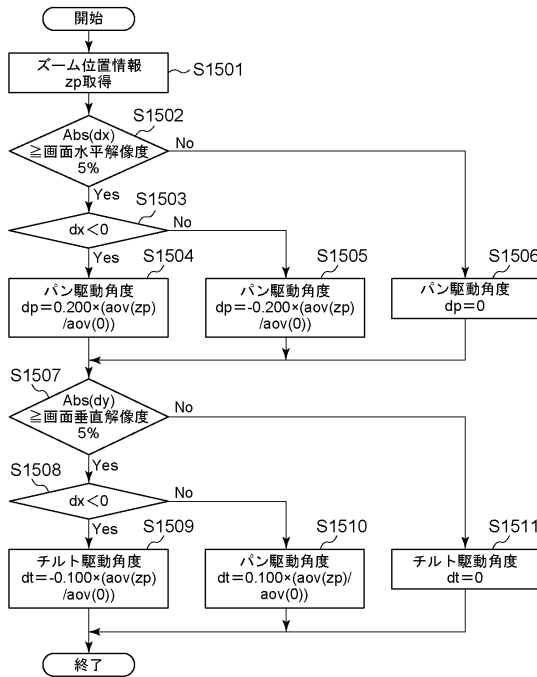 開始
ズーム位置情報
zp取得
S1501
Abs(dx)
≧画面水平解像度
5%
S1502
No
Yes
dx<0
S1503
No
Yes
パン駆動角度
dp=0.200×(aov(zp)
/aov(0))
S1504
パン駆動角度
dp=-0.200×(aov(zp)
/aov(0))
S1505
パン駆動角度
dp=0
S1506
S1507
Abs(dy)
≧画面垂直解像度
5%
No
Yes
S1508
dx<0
No
Yes
チルト駆動角度
dt=-0.100×(aov(zp)
/aov(0))
S1509
パン駆動角度
dt=0.100×(aov(zp)/
aov(0))
S1510
チルト駆動角度
dt=0
S1511
終了